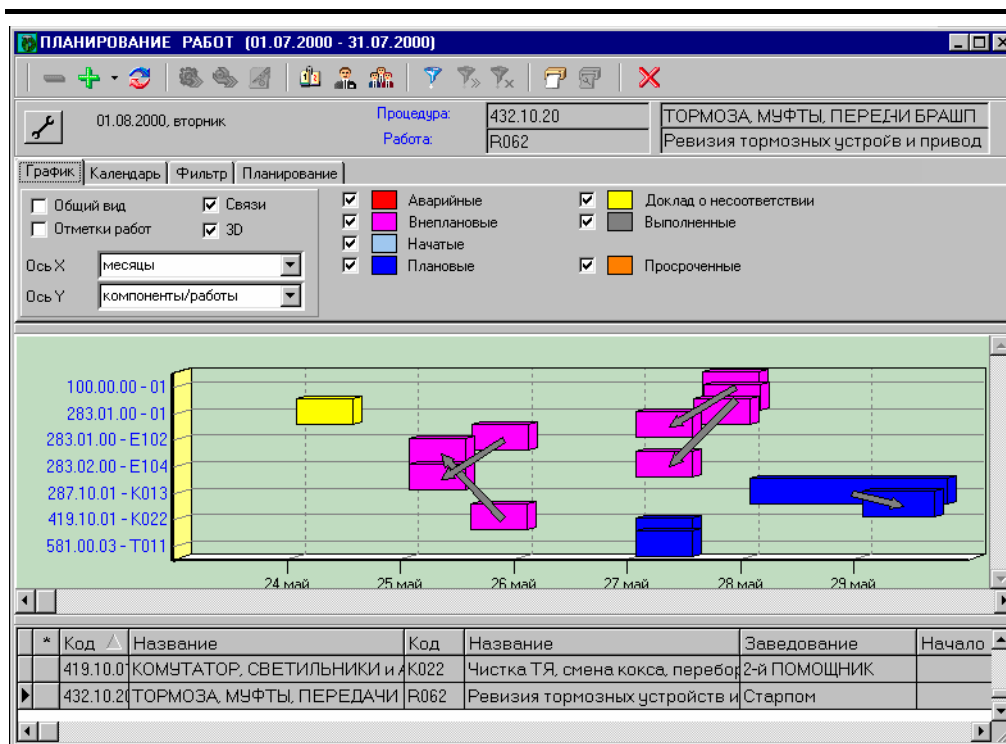 ПЛАНИРОВАНИЕ РАБОТ (01.07.2000 - 31.07.2000)
01.08.2000, вторник
Процедура: 432.10.20 ТОРМОЗА, МУФТЫ, ПЕРЕДЧИ БРАШП
Работа: R062 Ревизия тормозных устройв и привод
График Календарь Фильтр Планирование
Общий вид Связи Аварийные Доклад о несоответствии
Отметки работ 3D Внеплановые Выполненные
Начатые
Ось X месяцы Плановые Просроченные
Ось Y компоненты/работы
100.00.00 - 01
283.01.00 - 01
283.01.00 - E102
283.02.00 - E104
287.10.01 - K013
419.10.01 - K022
581.00.03 - T011
24 май 25 май 26 май 27 май 28 май 29 май
* Код Название Код Название Заведование Начало
419.10.01 КОМУТАТОР, СВЕТИЛЬНИКИ и А K022 Чистка ТЯ, смена кокса, перебор 2-й ПОМОЩНИК
432.10.20 ТОРМОЗА, МУФТЫ, ПЕРЕДАЧИ R062 Ревизия тормозных устройств и Старпом